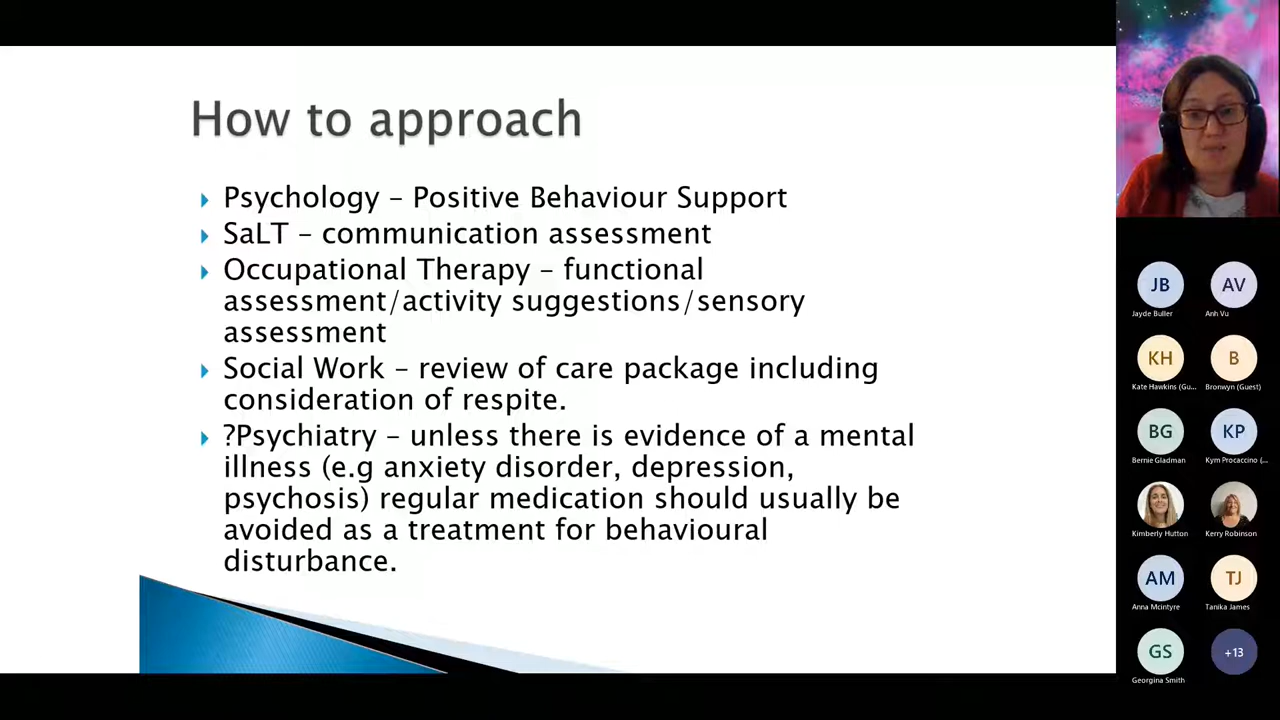 How to approach
Psychology – Positive Behaviour Support
SaLT – communication assessment
Occupational Therapy – functional
assessment/activity suggestions/sensory
assessment
Social Work – review of care package including
consideration of respite.
?Psychiatry – unless there is evidence of a mental
illness (e.g anxiety disorder, depression,
psychosis) regular medication should usually be
avoided as a treatment for behavioural
disturbance.
JB AV
Jayde Buller Anh Vu
KH B
Kate Hawkins (Gu... Bronwyn (Guest)
BG KP
Bernie Gladman Kym Procaccino (...
Kimberly Hutton Kerry Robinson
AM TJ
Anna Mcintyre Tanika James
GS +13
Georgina Smith